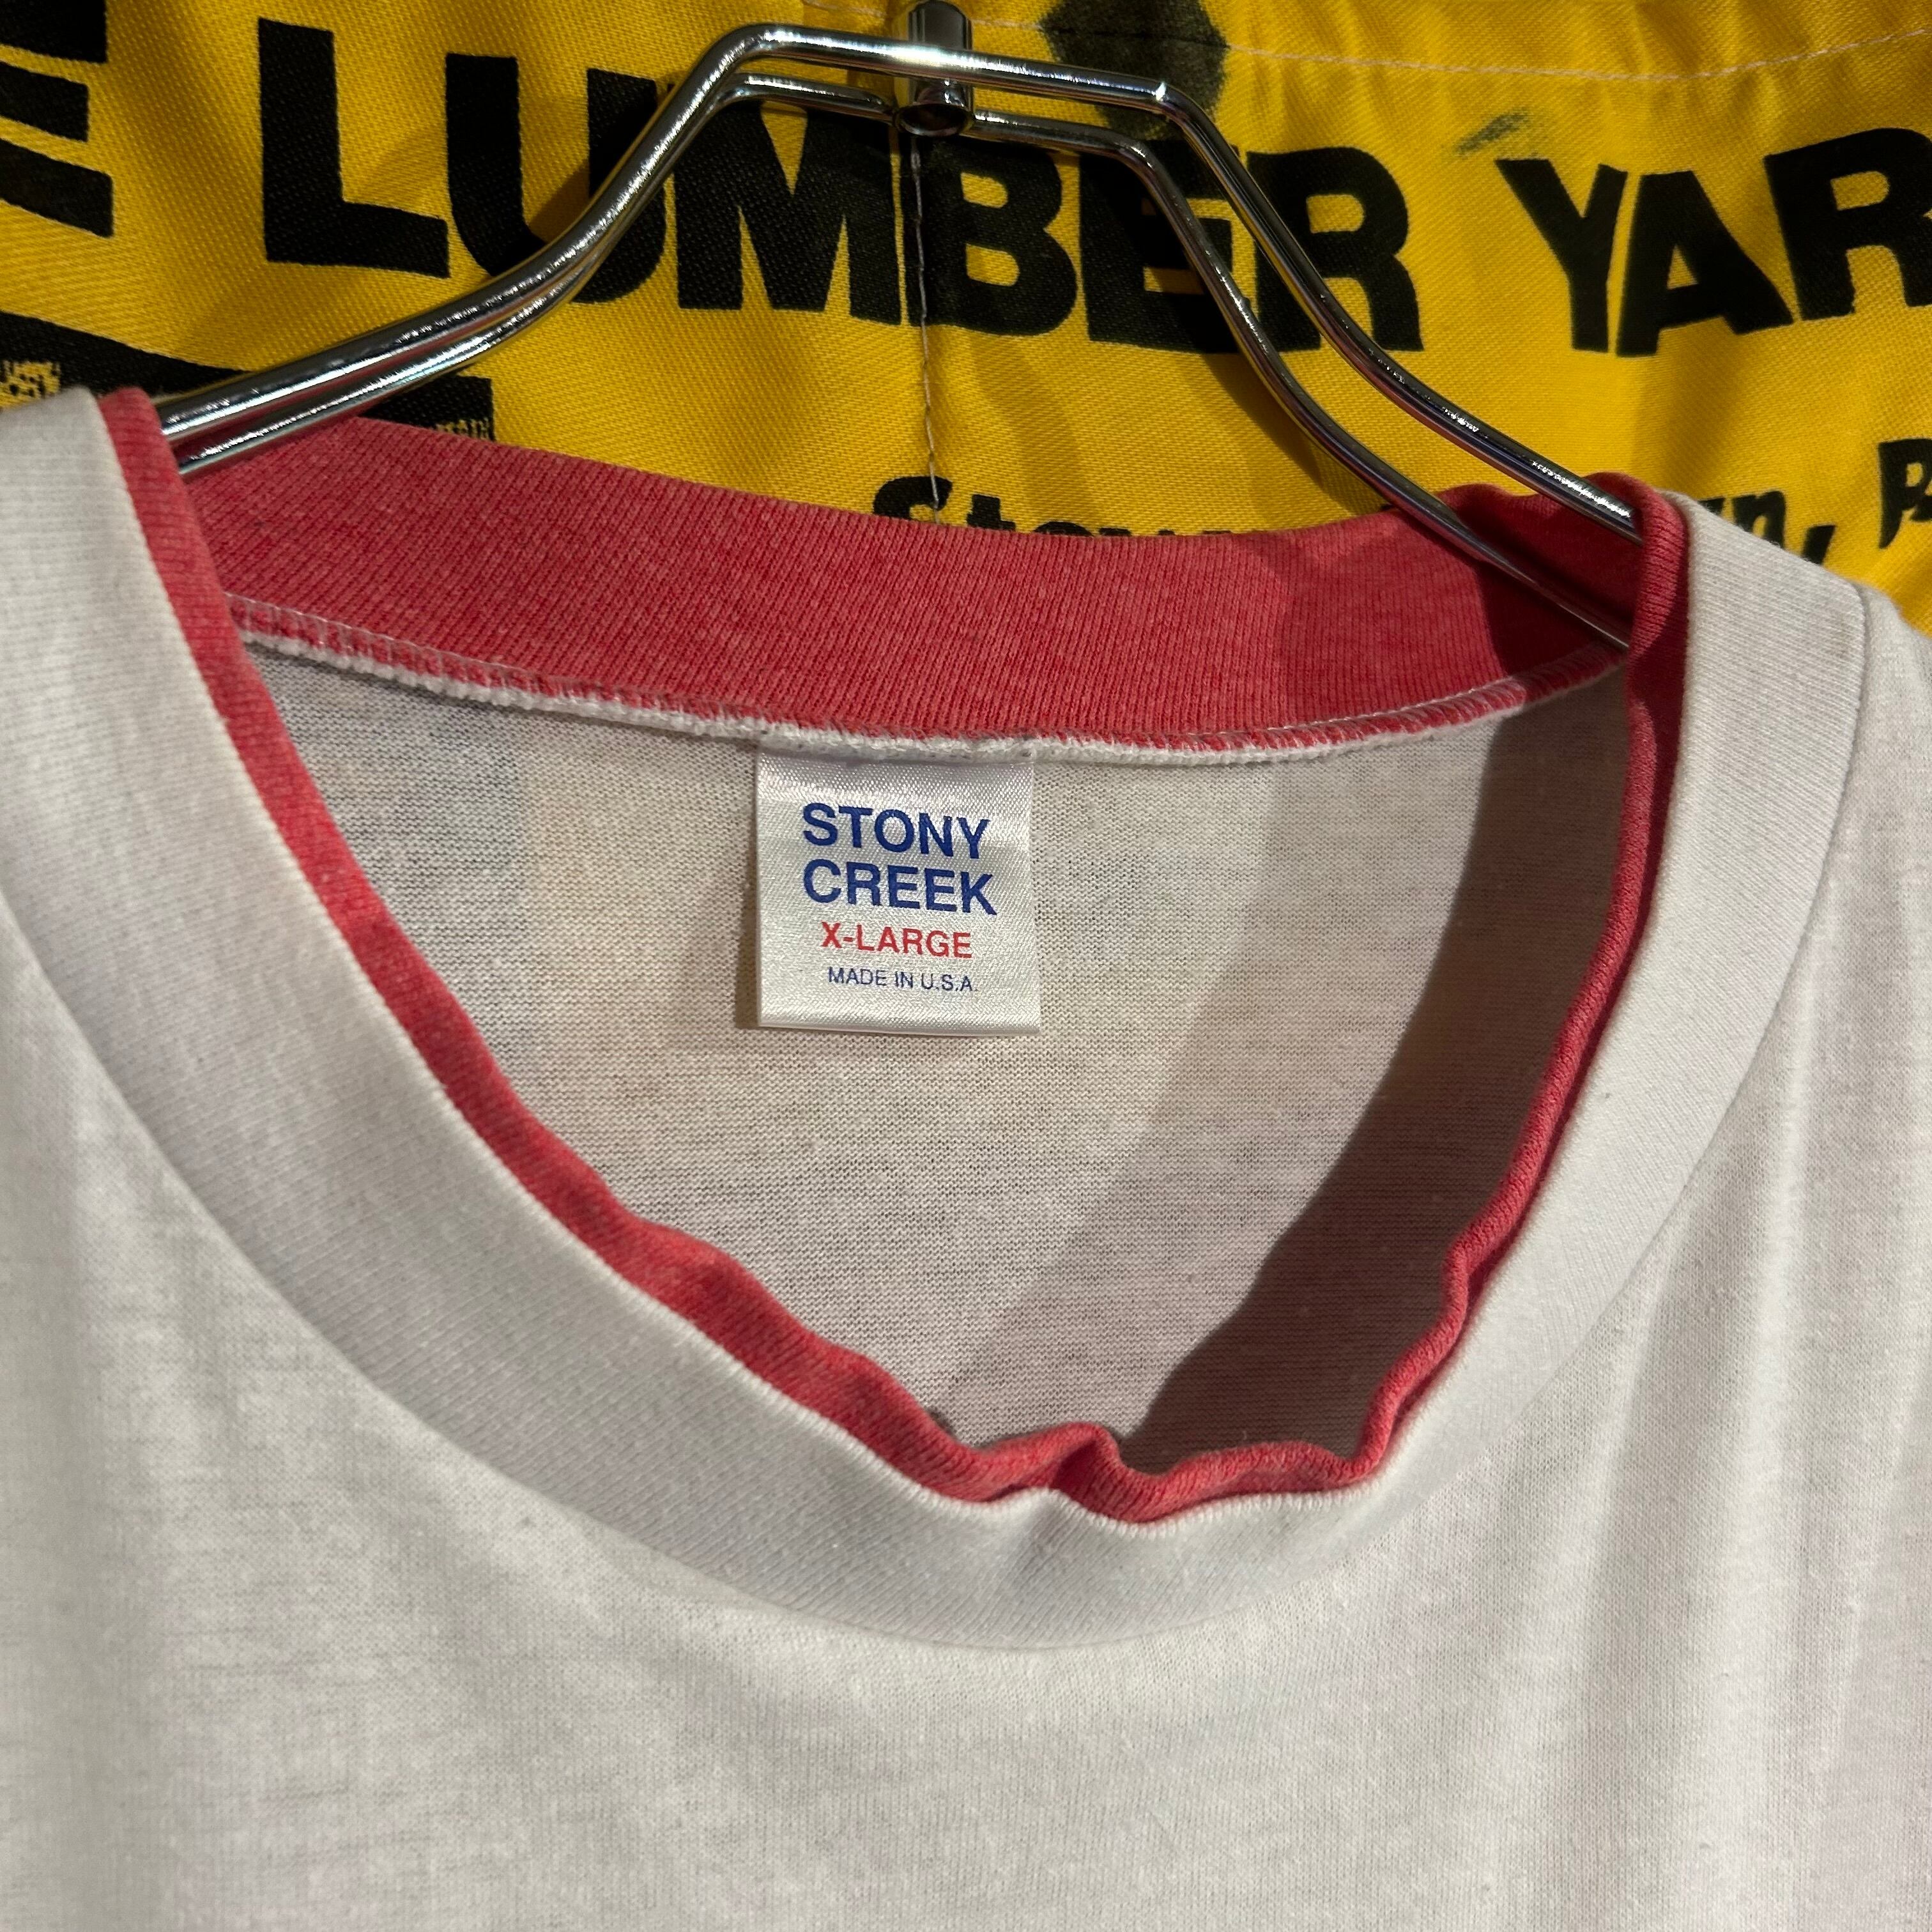 LUMBER YAR
STONY
CREEK
X-LARGE
MADE IN U.S.A.